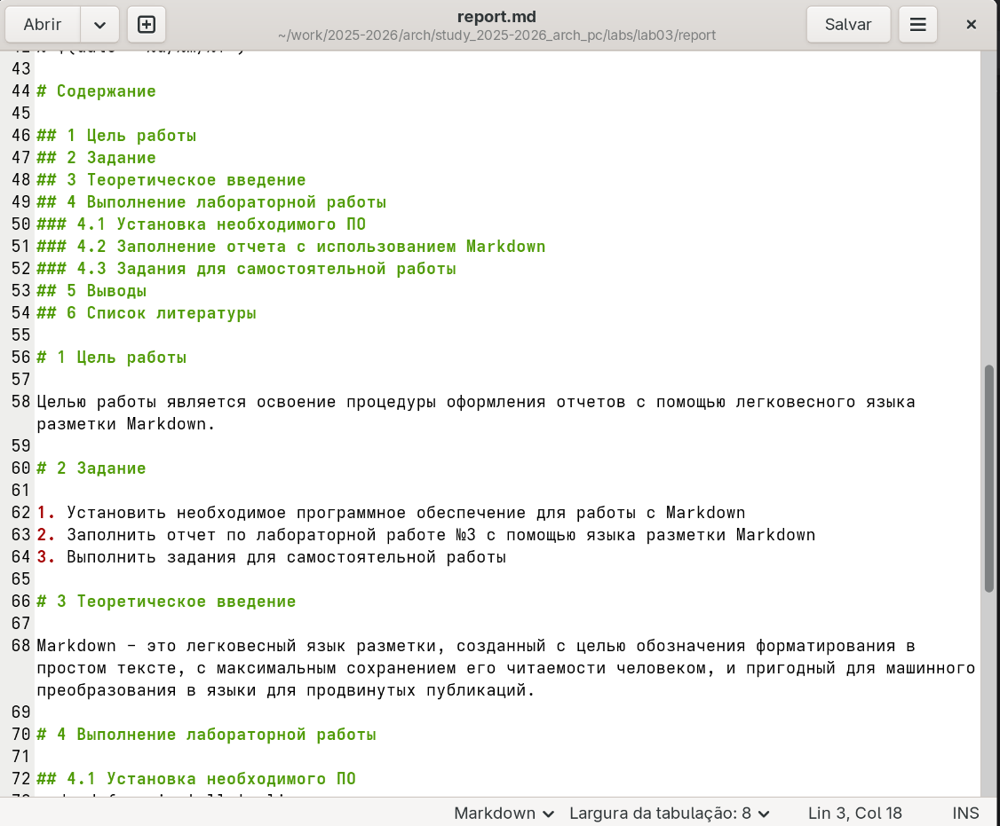 Abrir
report.md
~/work/2025-2026/arch/study_2025-2026_arch_pc/labs/lab03/report
Salvar
43
44 # Содержание
45
46 ## 1 Цель работы
47 ## 2 Задание
48 ## 3 Теоретическое введение
49 ## 4 Выполнение лабораторной работы
50 ### 4.1 Установка необходимого ПО
51 ### 4.2 Заполнение отчета с использованием Markdown
52 ### 4.3 Задания для самостоятельной работы
53 ## 5 Выводы
54 ## 6 Список литературы
55
56 # 1 Цель работы
57
58 Целью работы является освоение процедуры оформления отчетов с помощью легковесного языка
разметки Markdown.
59
60 # 2 Задание
61
62 1. Установить необходимое программное обеспечение для работы с Markdown
63 2. Заполнить отчет по лабораторной работе №3 с помощью языка разметки Markdown
64 3. Выполнить задания для самостоятельной работы
65
66 # 3 Теоретическое введение
67
68 Markdown – это легковесный язык разметки, созданный с целью обозначения форматирования в
простом тексте, с максимальным сохранением его читаемости человеком, и пригодный для машинного
преобразования в языки для продвинутых публикаций.
69
70 # 4 Выполнение лабораторной работы
71
72 ## 4.1 Установка необходимого ПО
Markdown
Largura da tabulação: 8
Lin 3, Col 18
INS